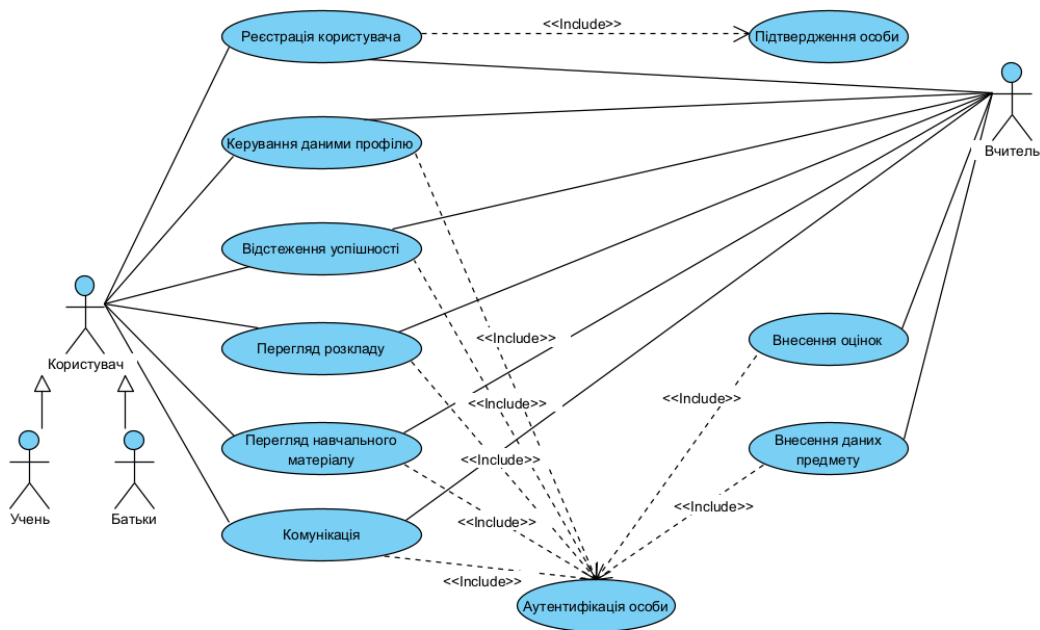 Реєстрація користувача
<<Include>>
Підтвердження особи
Керування даними профілю
Вчитель
Відстеження успішності
Користувач
Перегляд розкладу
<<Include>>
Внесення оцінок
<<Include>>
<<Include>>
Перегляд навчального
матеріалу
<<Include>>
Внесення даних
предмету
Учень
Батьки
Комунікація
<<Include>>
<<Include>>
<<Include>>
Аутентифікація особи